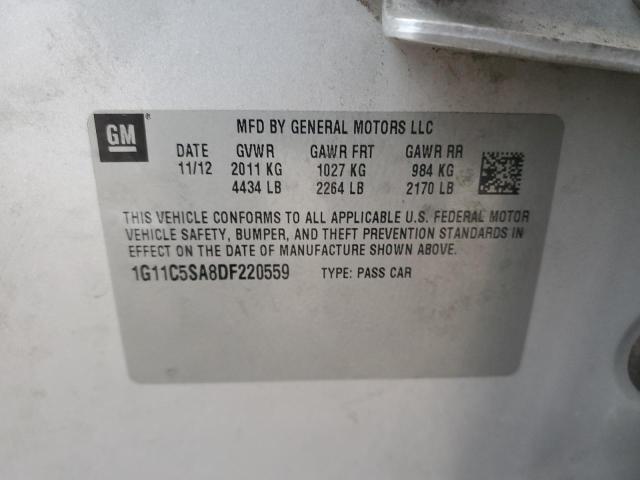 GM®
MFD BY GENERAL MOTORS LLC
DATE GVWR GAWR FRT GAWR RR
11/12 2011 KG 1027 KG 984 KG
4434 LB 2264 LB 2170 LB
THIS VEHICLE CONFORMS TO ALL APPLICABLE U.S. FEDERAL MOTOR
VEHICLE SAFETY, BUMPER, AND THEFT PREVENTION STANDARDS IN
EFFECT ON THE DATE OF MANUFACTURE SHOWN ABOVE.
1G11C5SA8DF220559 TYPE: PASS CAR